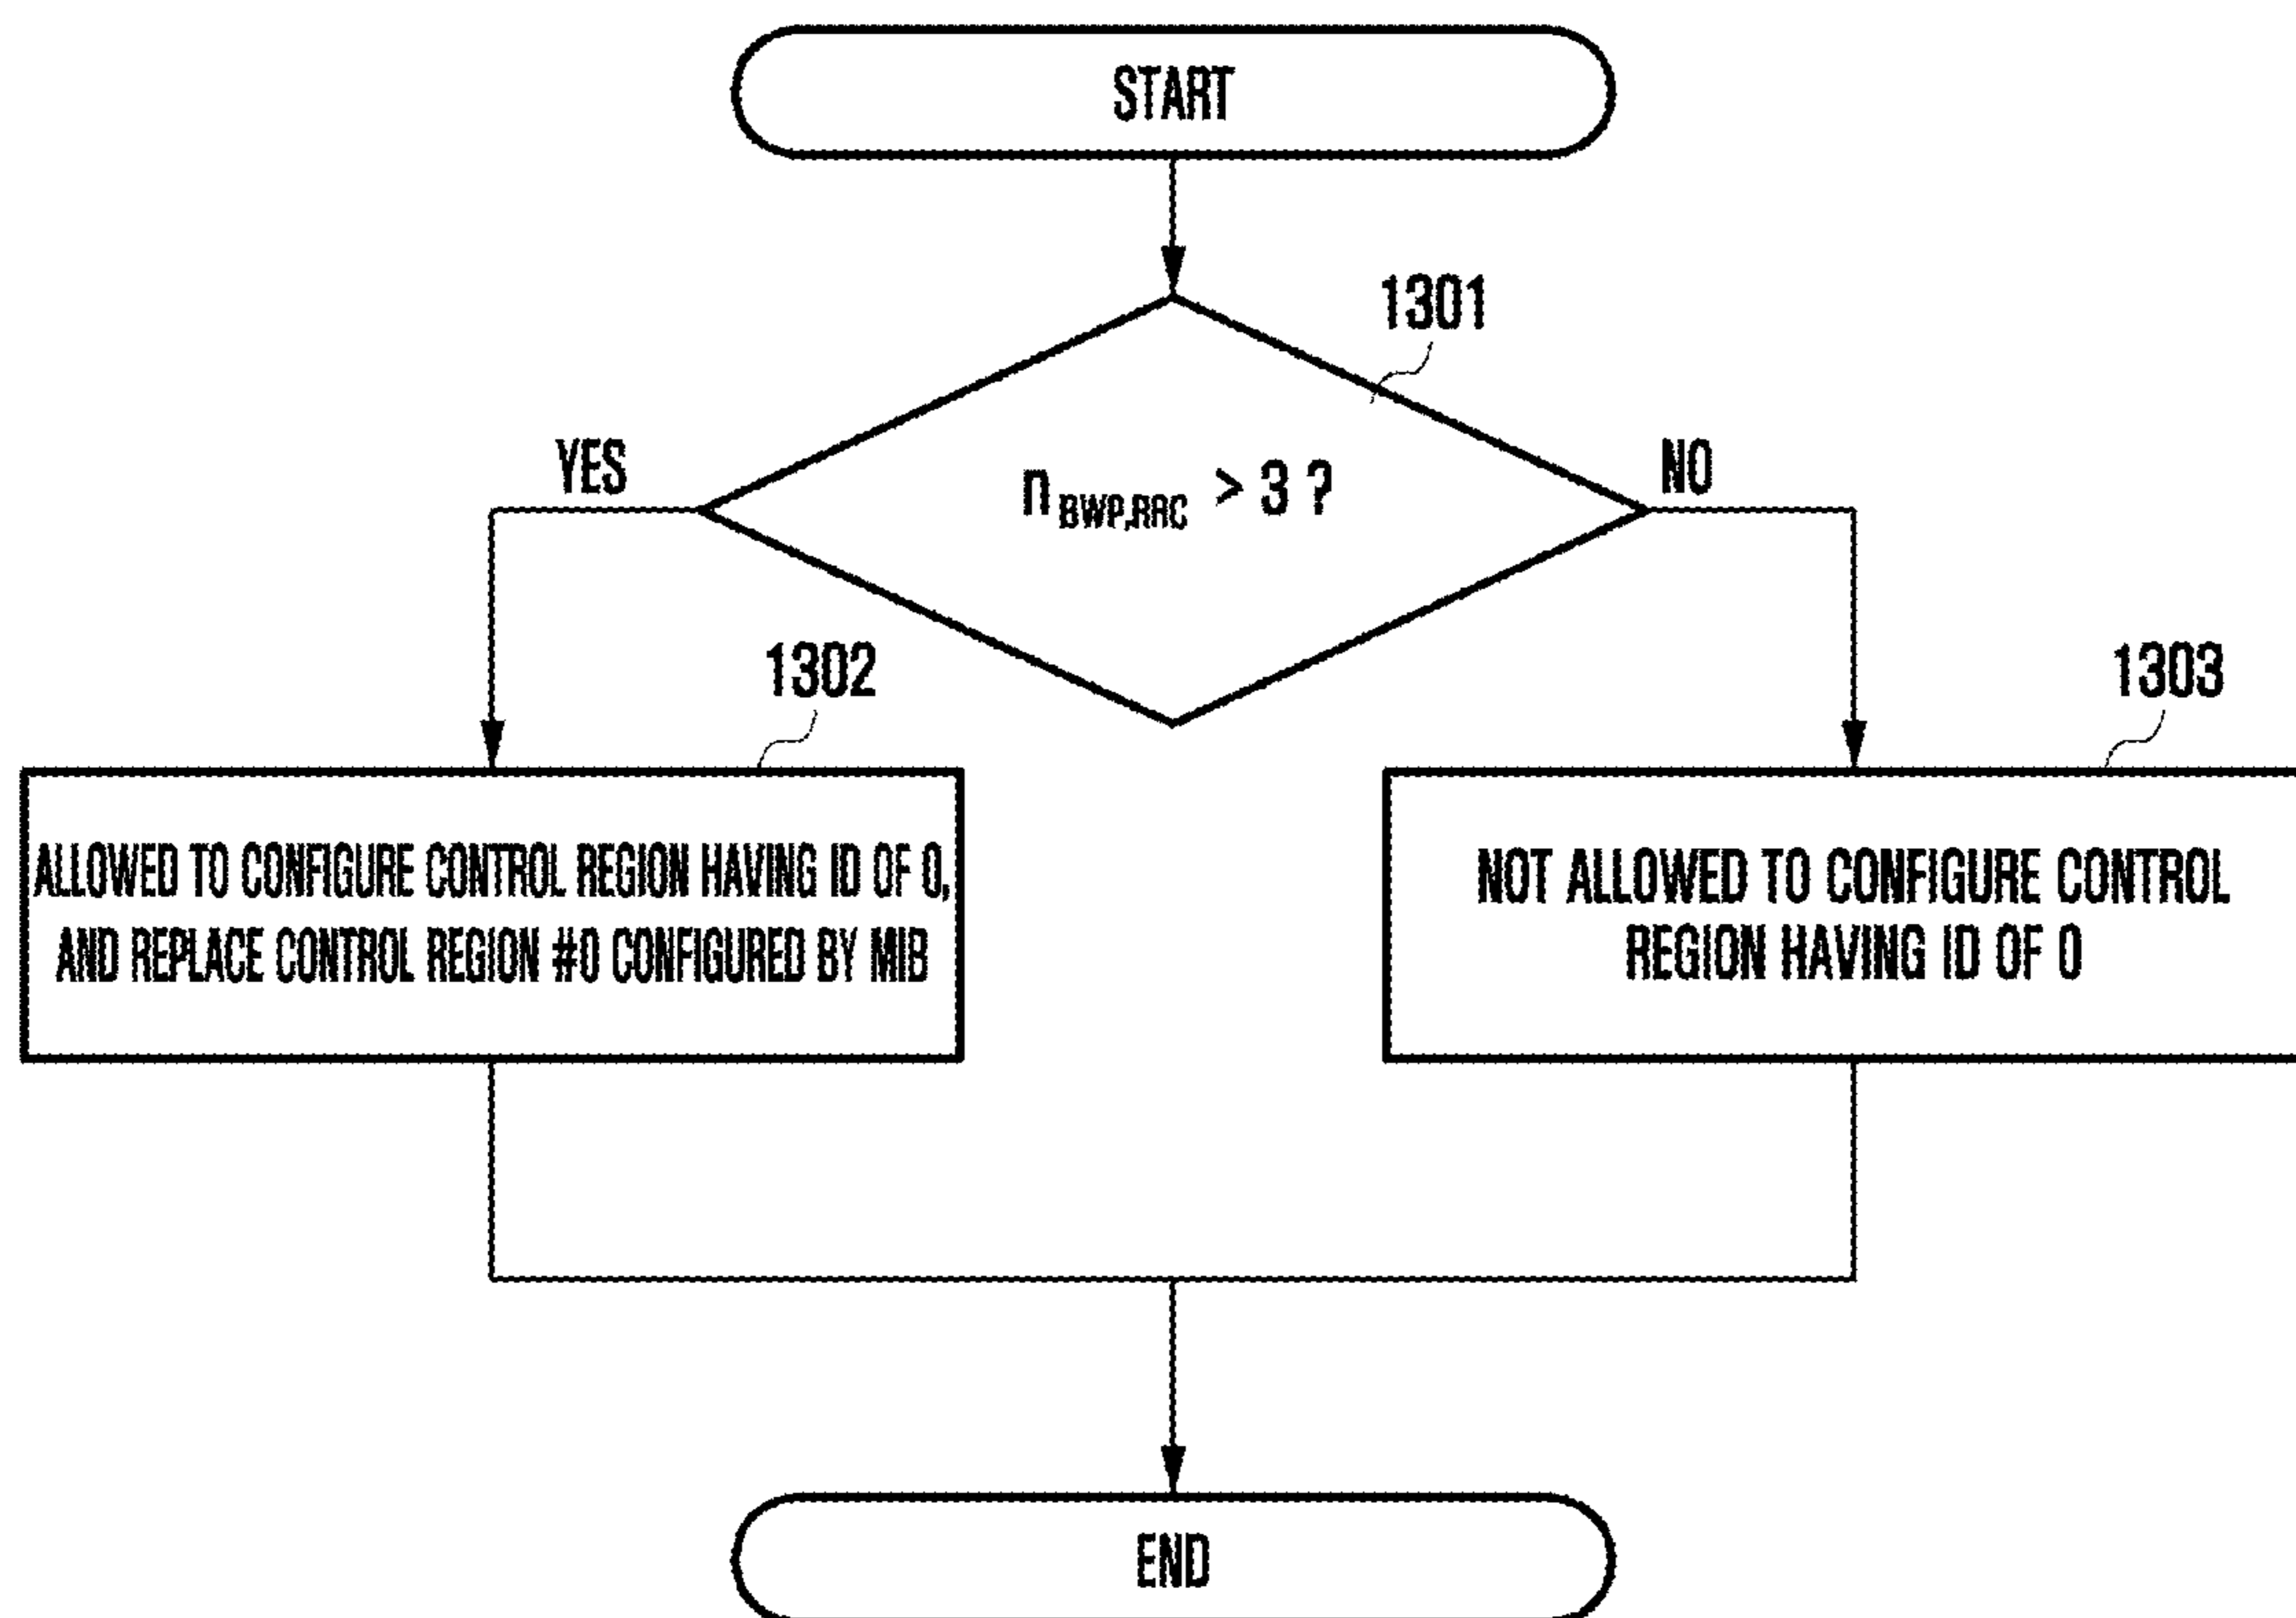 START
1301
YES
n BWP,RRC > 3 ?
NO
1302
1303
ALLOWED TO CONFIGURE CONTROL REGION HAVING ID OF 0,
AND REPLACE CONTROL REGION #0 CONFIGURED BY MIB
NOT ALLOWED TO CONFIGURE CONTROL
REGION HAVING ID OF 0
END